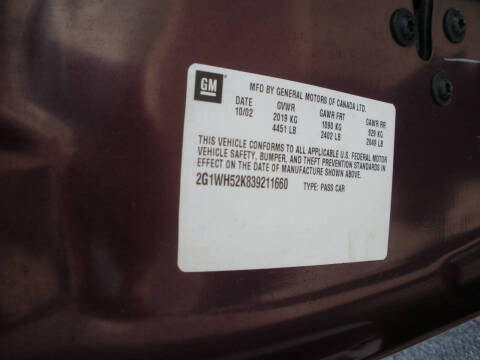 GM
MFD BY GENERAL MOTORS OF CANADA LTD.
DATE GVWR GAWR FRT GAWR RR
10/02 2019 KG 1090 KG 929 KG
4451 LB 2402 LB 2049 LB
THIS VEHICLE CONFORMS TO ALL APPLICABLE U.S. FEDERAL MOTOR
VEHICLE SAFETY, BUMPER, AND THEFT PREVENTION STANDARDS IN
EFFECT ON THE DATE OF MANUFACTURE SHOWN ABOVE.
2G1WH52K839211660 TYPE: PASS CAR